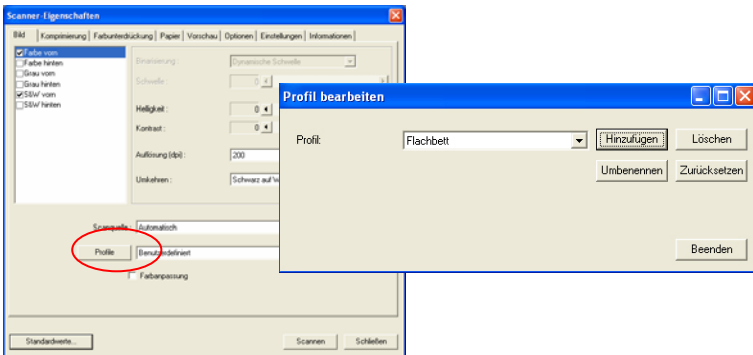 Scanner-Eigenschaften
Bild Komprimierung Farbunterdrückung Papier Vorschau Optionen Einstellungen Informationen
Farbe vorn
Farbe hinten
Grau vorn
Grau hinten
S&W vorn
S&W hinten
Binarisierung : Dynamische Schwelle
Schwelle : 0
Helligkeit : 0
Kontrast : 0
Auflösung (dpi) : 200
Umkehren : Schwarz auf
Scanquelle : Automatisch
Profile Benutzerdefiniert
Farbanpassung
Standardwerte... Scannen Schließen
Profil bearbeiten
Profil: Flachbett Hinzufügen Löschen
Umbenennen Zurücksetzen
Beenden